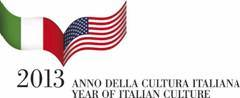 2013 ANNO DELLA CULTURA ITALIANA
YEAR OF ITALIAN CULTURE